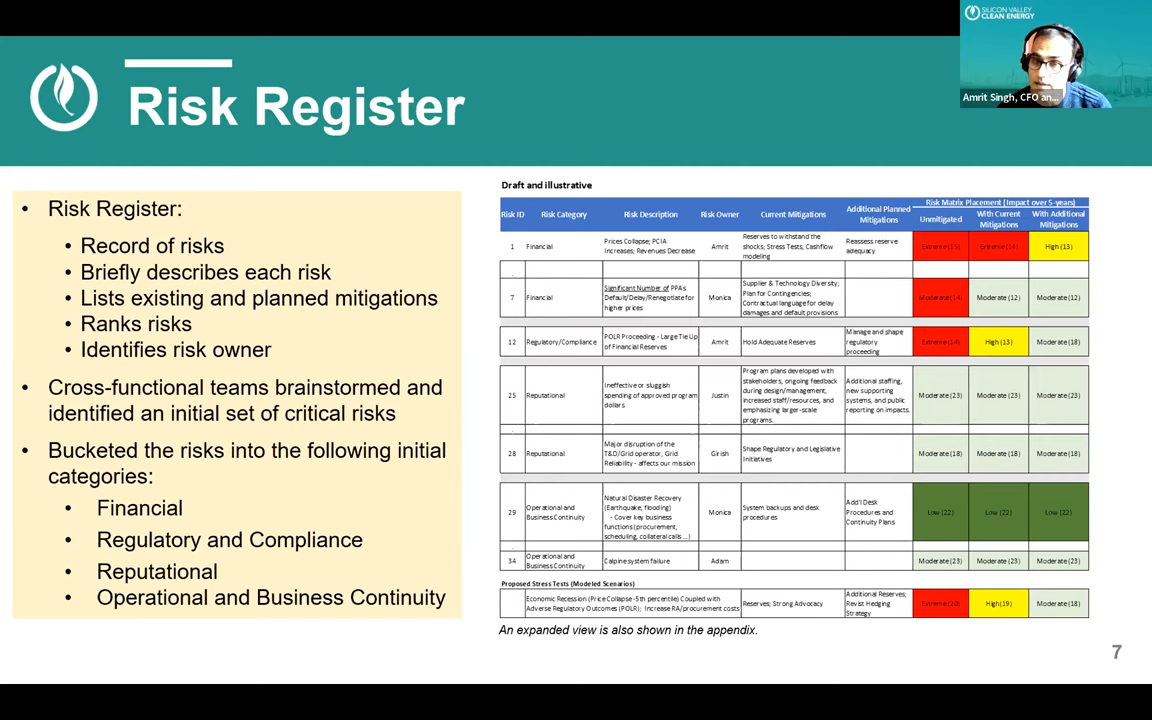 SILICON VALLEY
CLEAN ENERGY
Amrit Singh, CFO an...
Risk Register
• Risk Register:
• Record of risks
• Briefly describes each risk
• Lists existing and planned mitigations
• Ranks risks
• Identifies risk owner
• Cross-functional teams brainstormed and
identified an initial set of critical risks
• Bucketed the risks into the following initial
categories:
• Financial
• Regulatory and Compliance
• Reputational
• Operational and Business Continuity
Draft and illustrative
Risk Matrix Placement (Impact over 5-years)
Risk ID Risk Category Risk Description Risk Owner Current Mitigations Additional Planned Mitigations Unmitigated With Current Mitigations With Additional Mitigations
1 Financial Prices Collapse; PCIA Increases; Revenues Decrease Amrit Reserves to withstand the shocks; Stress Tests, Cashflow modeling Reassess reserve adequacy Extreme (15) Extreme (14) High (13)
7 Financial Significant Number of PPAs Default/Delay/Renegotiate for higher prices Monica Supplier & Technology Diversity; Plan for Contingencies; Contractual language for delay damages and default provisions Moderate (14) Moderate (12) Moderate (12)
12 Regulatory/Compliance POLR Proceeding - Large Tie Up of Financial Reserves Amrit Hold Adequate Reserves Manage and shape regulatory proceeding Extreme (14) High (13) Moderate (18)
25 Reputational Ineffective or sluggish spending of approved program dollars Justin Program plans developed with stakeholders, ongoing feedback during design/management, increased staff/resources, and emphasizing larger-scale programs. Additional staffing, new supporting systems, and public reporting on impacts. Moderate (23) Moderate (23) Moderate (23)
28 Reputational Major disruption of the T&D/Grid operator, Grid Reliability - affects our mission Girish Shape Regulatory and Legislative Initiatives Moderate (18) Moderate (18) Moderate (18)
29 Operational and Business Continuity Natural Disaster Recovery (Earthquake, flooding) - Cover key business functions (procurement, scheduling, collateral calls ...) Monica System backups and desk procedures Add'l Desk Procedures and Continuity Plans Low (22) Low (22) Low (22)
34 Operational and Business Continuity Calpine system failure Adam Moderate (23) Moderate (23) Moderate (23)
Proposed Stress Tests (Modeled Scenarios)
Economic Recession (Price Collapse -5th percentile) Coupled with Adverse Regulatory Outcomes (POLR); Increase RA/procurement costs Reserves; Strong Advocacy Additional Reserves; Revist Hedging Strategy Extreme (20) High (19) Moderate (18)
An expanded view is also shown in the appendix.
7